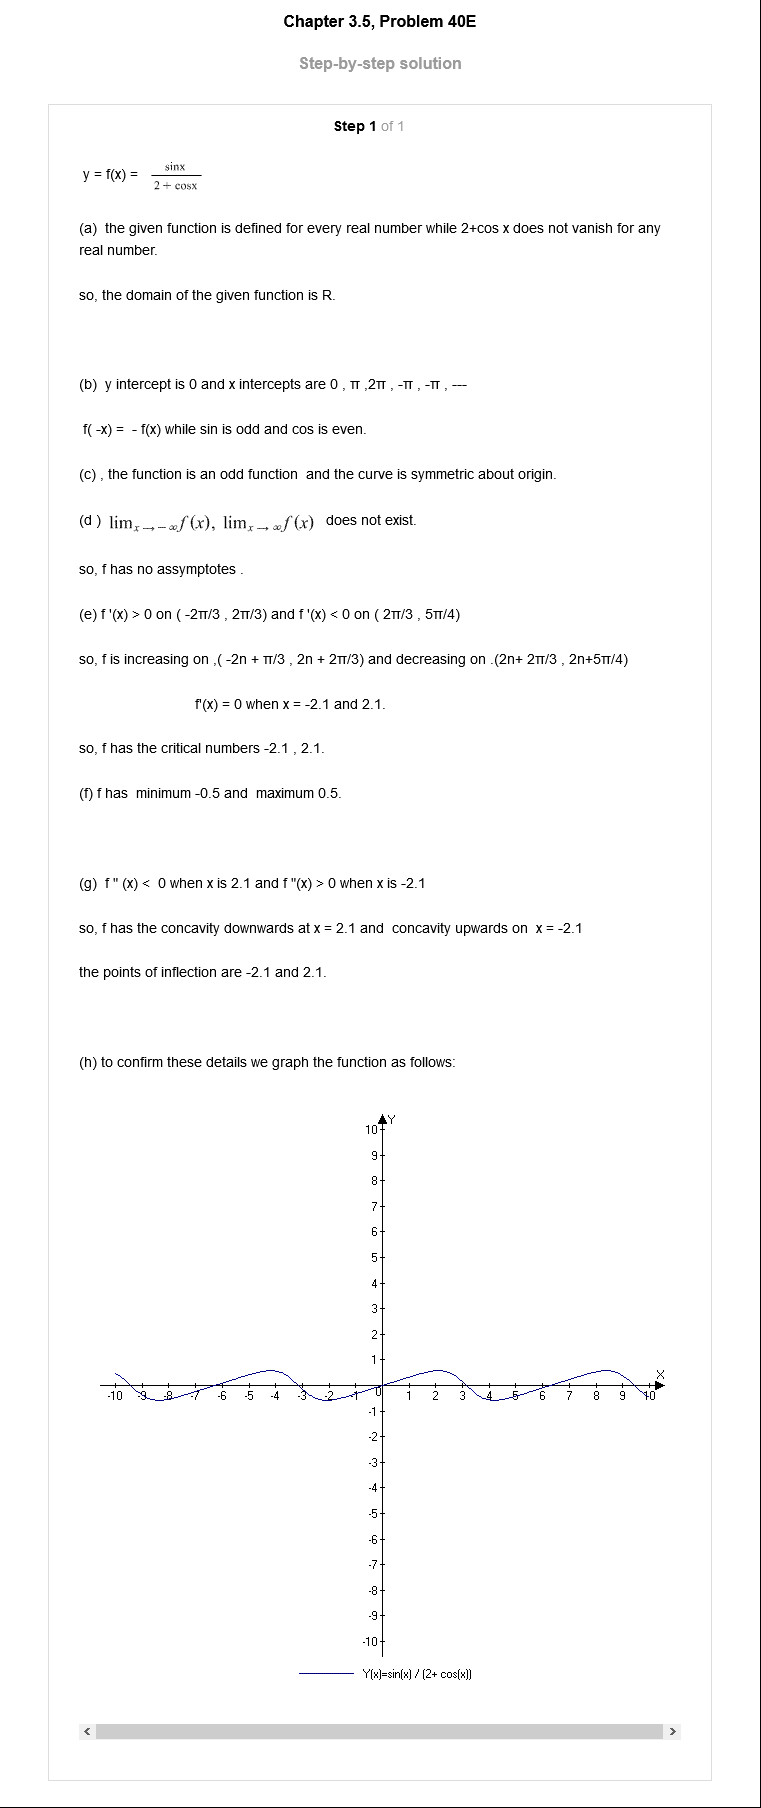 Chapter 3.5, Problem 40E
Step-by-step solution
Step 1 of 1
y = f(x) = sinx / 2 + cosx
(a) the given function is defined for every real number while 2+cos x does not vanish for any
real number.
so, the domain of the given function is R.
(b) y intercept is 0 and x intercepts are 0 , π ,2π , -π , -π , ---
f( -x) = - f(x) while sin is odd and cos is even.
(c) , the function is an odd function and the curve is symmetric about origin.
(d ) lim x → - ∞ f (x), lim x → ∞ f (x) does not exist.
so, f has no assymptotes .
(e) f '(x) > 0 on ( -2π/3 , 2π/3) and f '(x) < 0 on ( 2π/3 , 5π/4)
so, f is increasing on ,( -2n + π/3 , 2n + 2π/3) and decreasing on .(2n+ 2π/3 , 2n+5π/4)
f'(x) = 0 when x = -2.1 and 2.1.
so, f has the critical numbers -2.1 , 2.1.
(f) f has minimum -0.5 and maximum 0.5.
(g) f '' (x) < 0 when x is 2.1 and f ''(x) > 0 when x is -2.1
so, f has the concavity downwards at x = 2.1 and concavity upwards on x = -2.1
the points of inflection are -2.1 and 2.1.
(h) to confirm these details we graph the function as follows:
Y
10
9
8
7
6
5
4
3
2
1
X
-10 -9 -8 -7 -6 -5 -4 -3 -2 -1 0 1 2 3 4 5 6 7 8 9 10
-1
-2
-3
-4
-5
-6
-7
-8
-9
-10
Y(x)=sin(x) / (2+ cos(x))